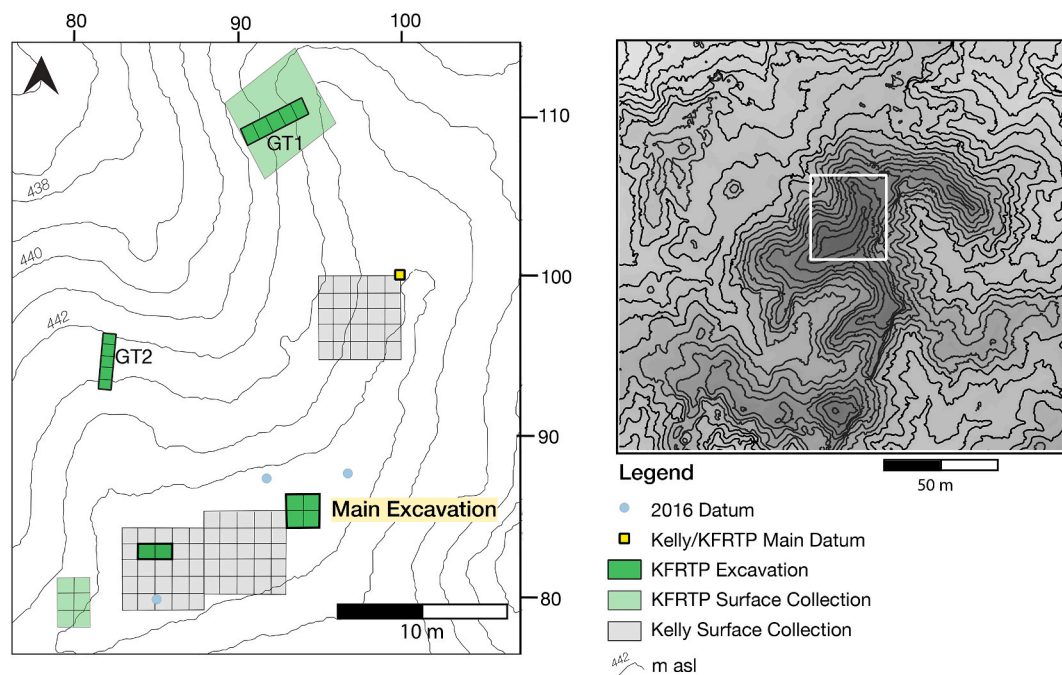 80 90 100
110
GT1
438
100
440
442
GT2
90
Main Excavation
80
10 m
50 m
Legend
2016 Datum
Kelly/KFRTP Main Datum
KFRTP Excavation
KFRTP Surface Collection
Kelly Surface Collection
442 m asl